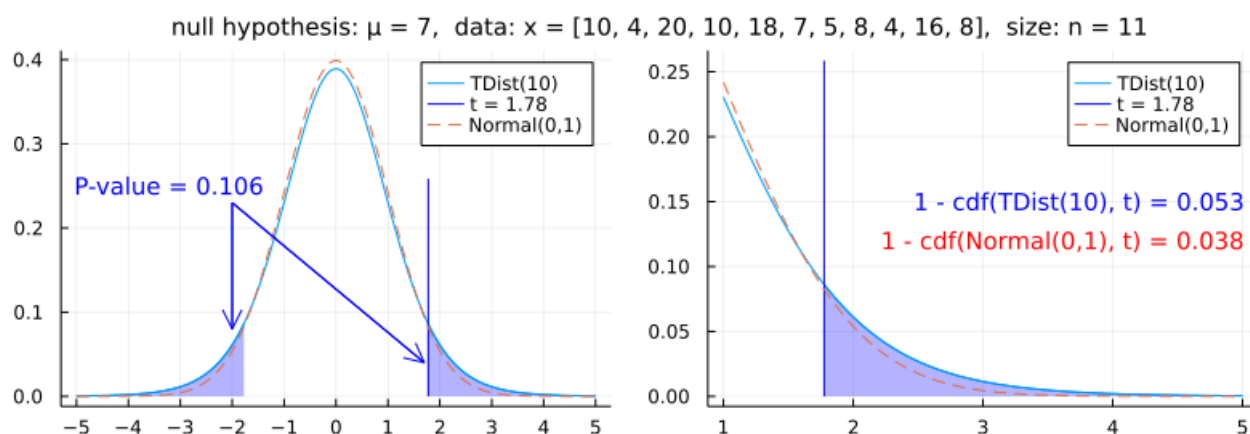 null hypothesis: μ = 7,  data: x = [10, 4, 20, 10, 18, 7, 5, 8, 4, 16, 8],  size: n = 11
0.4
0.3
0.2
0.1
0.0
TDist(10)
t = 1.78
Normal(0,1)
P-value = 0.106
−5 −4 −3 −2 −1 0 1 2 3 4 5
0.25
0.20
0.15
0.10
0.05
0.00
TDist(10)
t = 1.78
Normal(0,1)
1 - cdf(TDist(10), t) = 0.053
1 - cdf(Normal(0,1), t) = 0.038
1 2 3 4 5